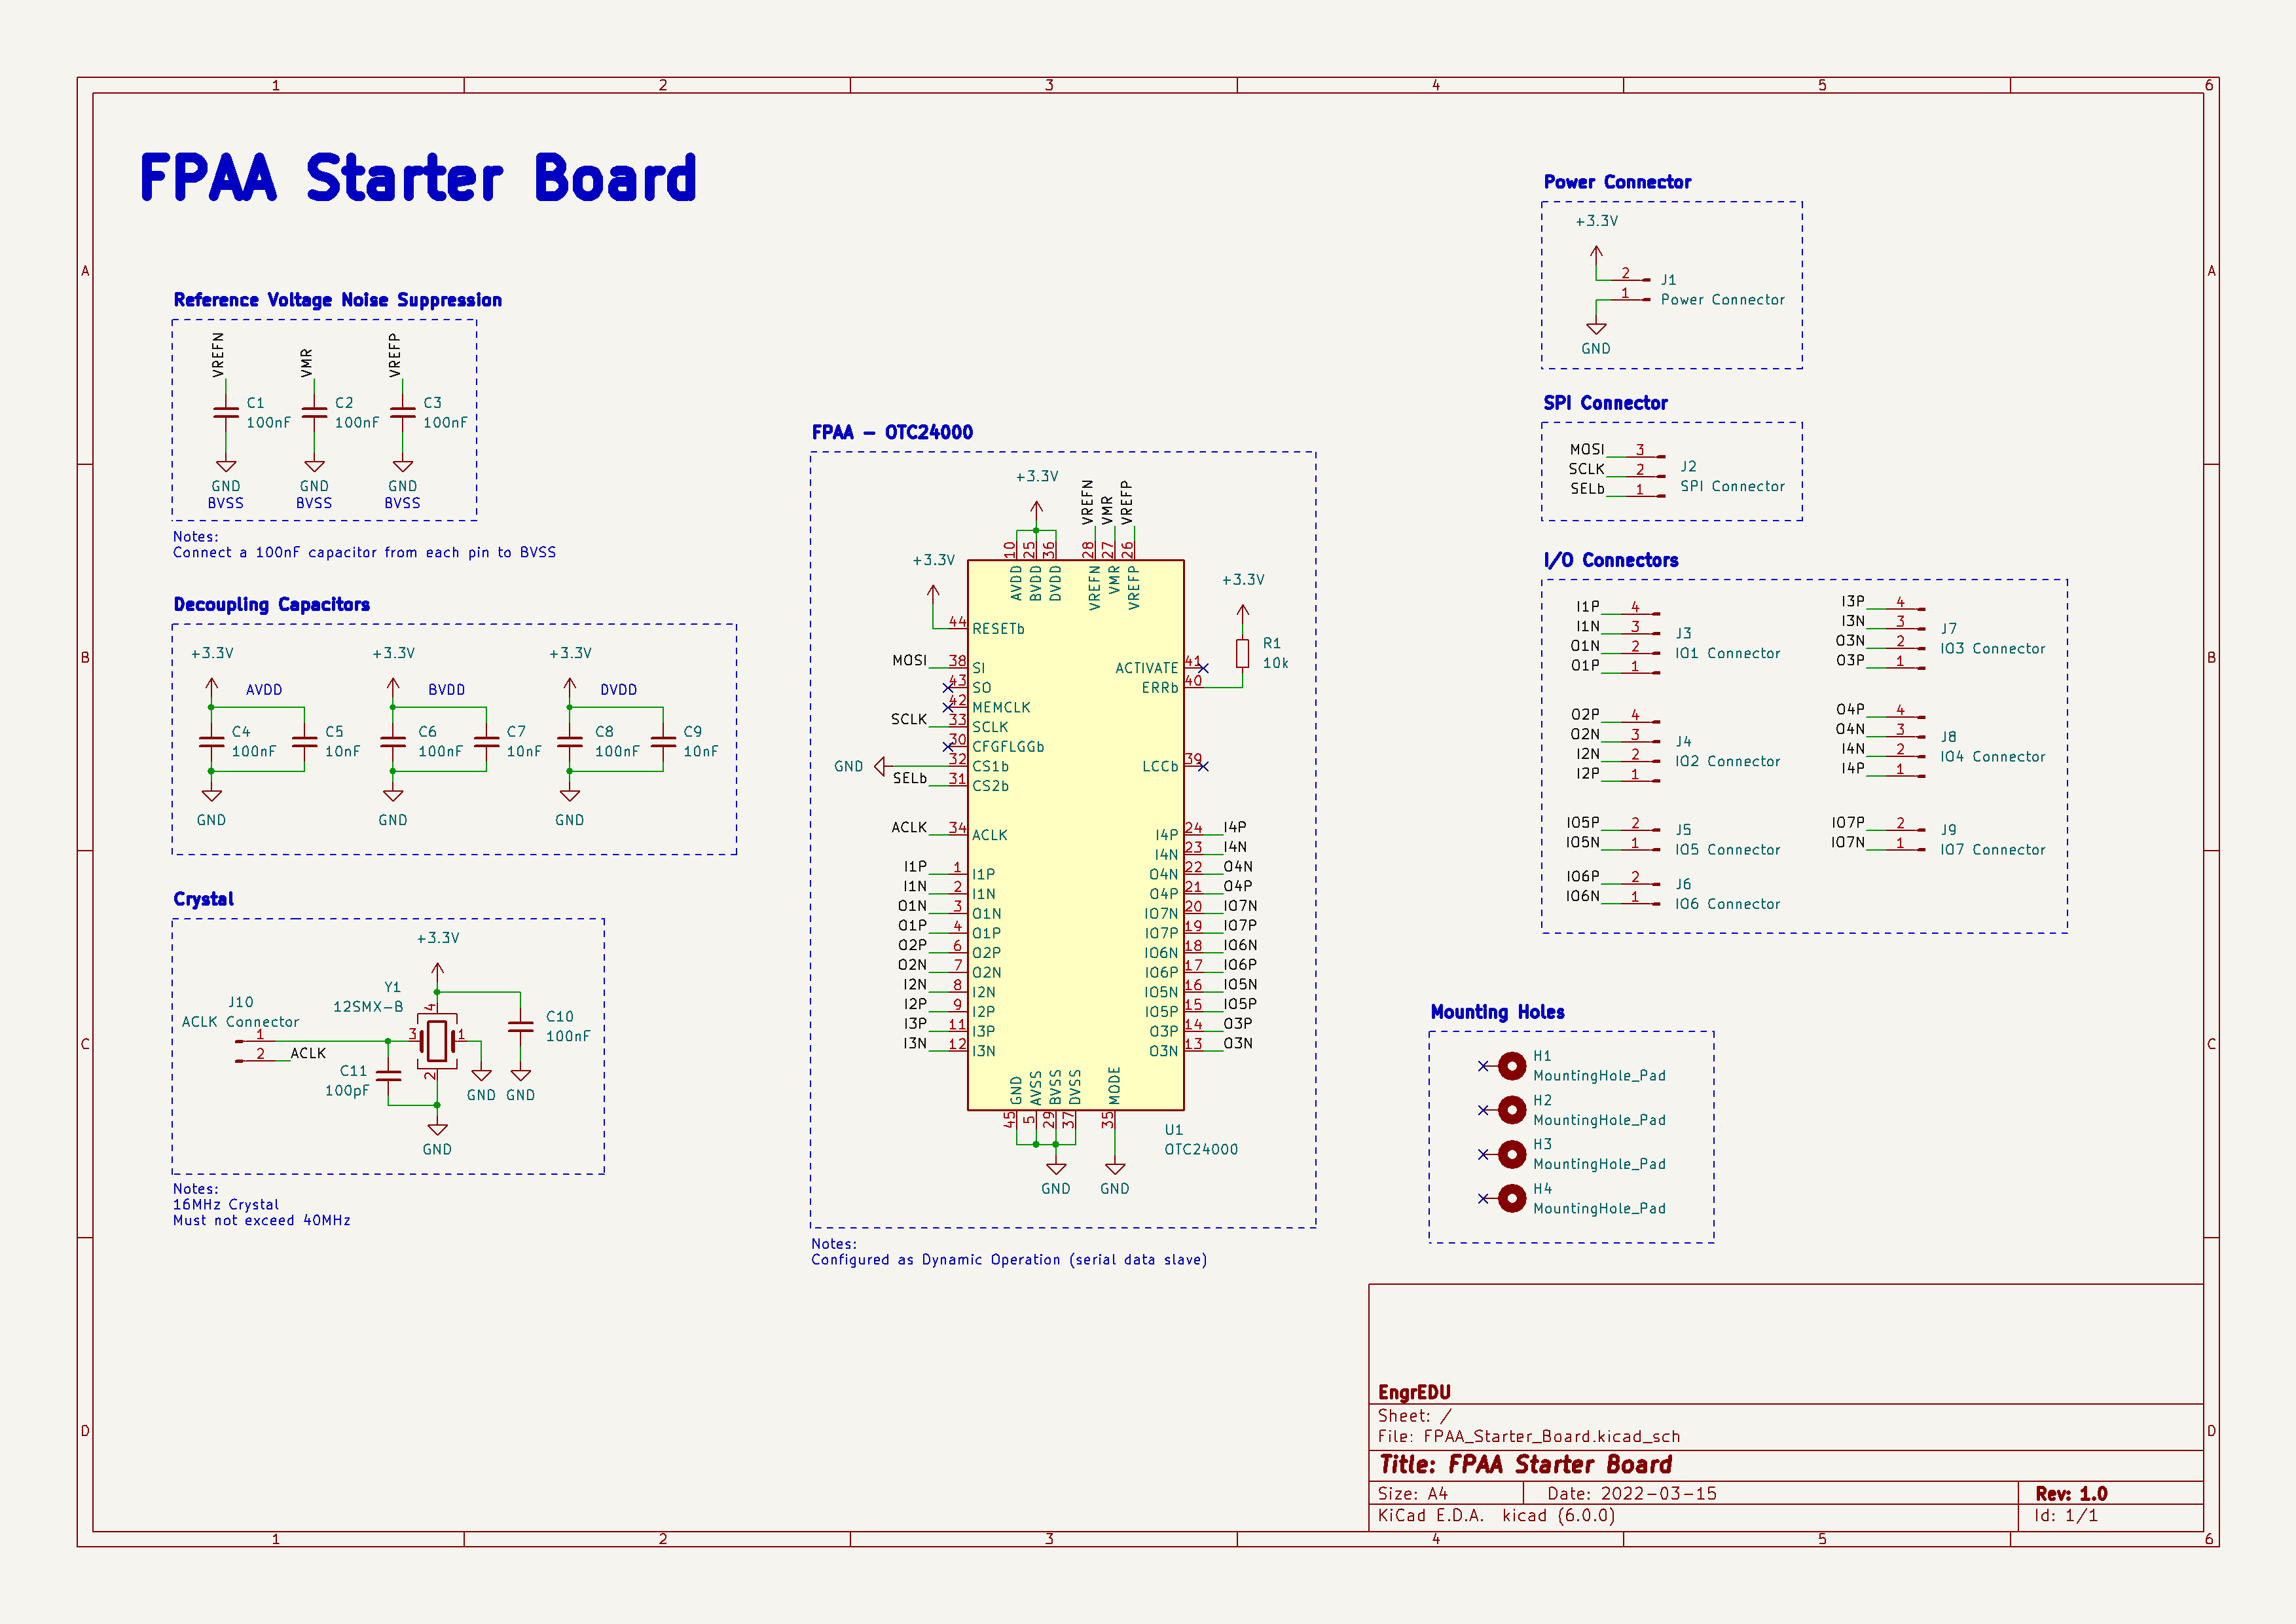 FPAA Starter Board
Reference Voltage Noise Suppression
VREFN
VMR
VREFP
C1
100nF
C2
100nF
C3
100nF
GND
BVSS
GND
BVSS
GND
BVSS
Notes:
Connect a 100nF capacitor from each pin to BVSS
Decoupling Capacitors
+3.3V
+3.3V
+3.3V
AVDD
BVDD
DVDD
C4
100nF
C5
10nF
C6
100nF
C7
10nF
C8
100nF
C9
10nF
GND
GND
GND
Crystal
+3.3V
Y1
12SMX-B
J10
ACLK Connector
1
2
ACLK
3
4
1
2
C10
100nF
C11
100pF
GND
GND
GND
Notes:
16MHz Crystal
Must not exceed 40MHz
FPAA - OTC24000
+3.3V
VREFN
VMR
VREFP
10
25
36
28
27
26
AVDD
BVDD
DVDD
VREFN
VMR
VREFP
+3.3V
44 RESETb
MOSI 38 SI
43 SO
42 MEMCLK
SCLK 33 SCLK
30 CFGFLGGb
GND 32 CS1b
SELb 31 CS2b
ACLK 34 ACLK
I1P 1 I1P
I1N 2 I1N
O1N 3 O1N
O1P 4 O1P
O2P 6 O2P
O2N 7 O2N
I2N 8 I2N
I2P 9 I2P
I3P 11 I3P
I3N 12 I3N
+3.3V
R1
10k
ACTIVATE 41
ERRb 40
LCCb 39
I4P 24 I4P
I4N 23 I4N
O4N 22 O4N
O4P 21 O4P
IO7N 20 IO7N
IO7P 19 IO7P
IO6N 18 IO6N
IO6P 17 IO6P
IO5N 16 IO5N
IO5P 15 IO5P
O3P 14 O3P
O3N 13 O3N
GND
AVSS
BVSS
DVSS
MODE
45
5
29
37
35
U1
OTC24000
GND
GND
Notes:
Configured as Dynamic Operation (serial data slave)
Power Connector
+3.3V
2
1
J1
Power Connector
GND
SPI Connector
MOSI 3
SCLK 2
SELb 1
J2
SPI Connector
I/O Connectors
I1P 4
I1N 3
O1N 2
O1P 1
J3
IO1 Connector
O2P 4
O2N 3
I2N 2
I2P 1
J4
IO2 Connector
IO5P 2
IO5N 1
J5
IO5 Connector
IO6P 2
IO6N 1
J6
IO6 Connector
I3P 4
I3N 3
O3N 2
O3P 1
J7
IO3 Connector
O4P 4
O4N 3
I4N 2
I4P 1
J8
IO4 Connector
IO7P 2
IO7N 1
J9
IO7 Connector
Mounting Holes
H1
MountingHole_Pad
H2
MountingHole_Pad
H3
MountingHole_Pad
H4
MountingHole_Pad
EngrEDU
Sheet: /
File: FPAA_Starter_Board.kicad_sch
Title: FPAA Starter Board
Size: A4
Date: 2022-03-15
Rev: 1.0
KiCad E.D.A. kicad (6.0.0)
Id: 1/1
1
2
3
4
5
6
A
B
C
D
A
B
C
D
1
2
3
4
5
6